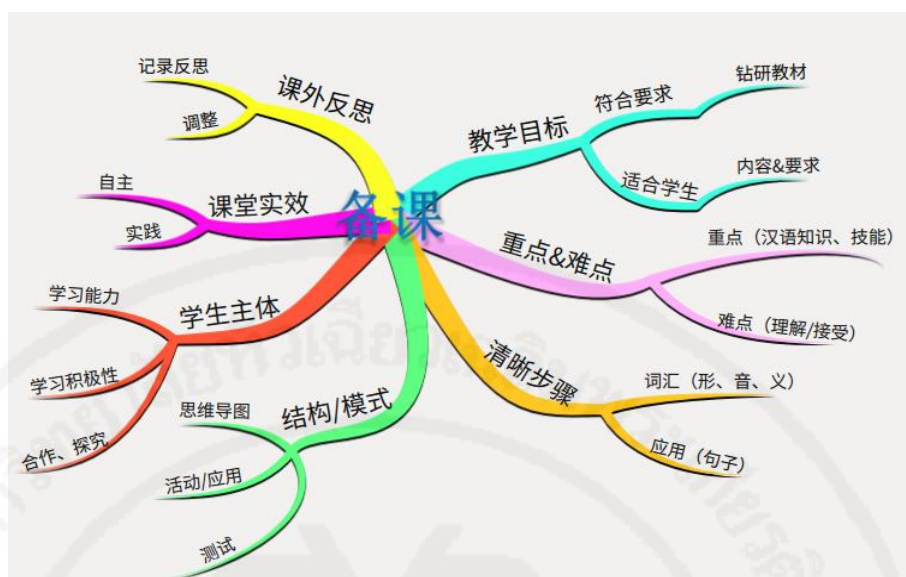 备课
教学目标
符合要求
钻研教材
适合学生
内容&要求
重点&难点
重点（汉语知识、技能）
难点（理解/接受）
清晰步骤
词汇（形、音、义）
应用（句子）
结构/模式
思维导图
活动/应用
测试
学生主体
学习能力
学习积极性
合作、探究
课堂实效
自主
实践
课外反思
记录反思
调整